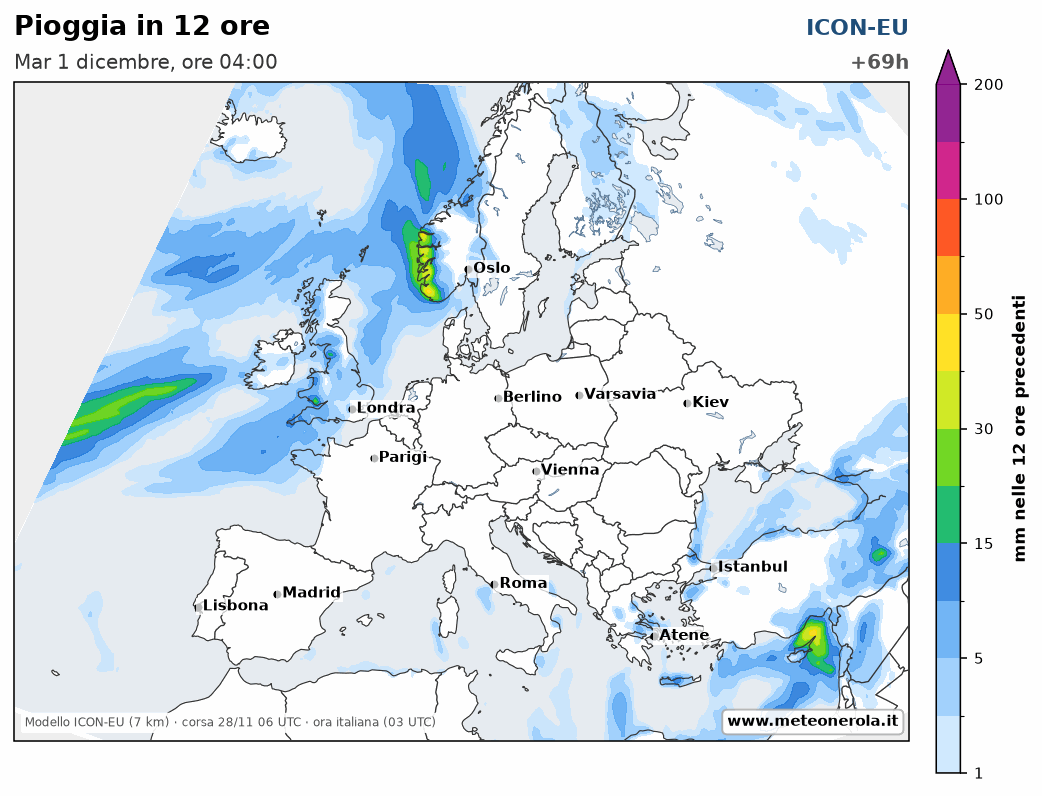 Pioggia in 12 ore
ICON-EU
Mar 1 dicembre, ore 04:00
+69h
200
100
50
30
15
5
1
mm nelle 12 ore precedenti
Oslo
Berlino
Varsavia
Kiev
Londra
Parigi
Vienna
Istanbul
Roma
Madrid
Lisbona
Atene
Modello ICON-EU (7 km) · corsa 28/11 06 UTC · ora italiana (03 UTC)
www.meteonerola.it